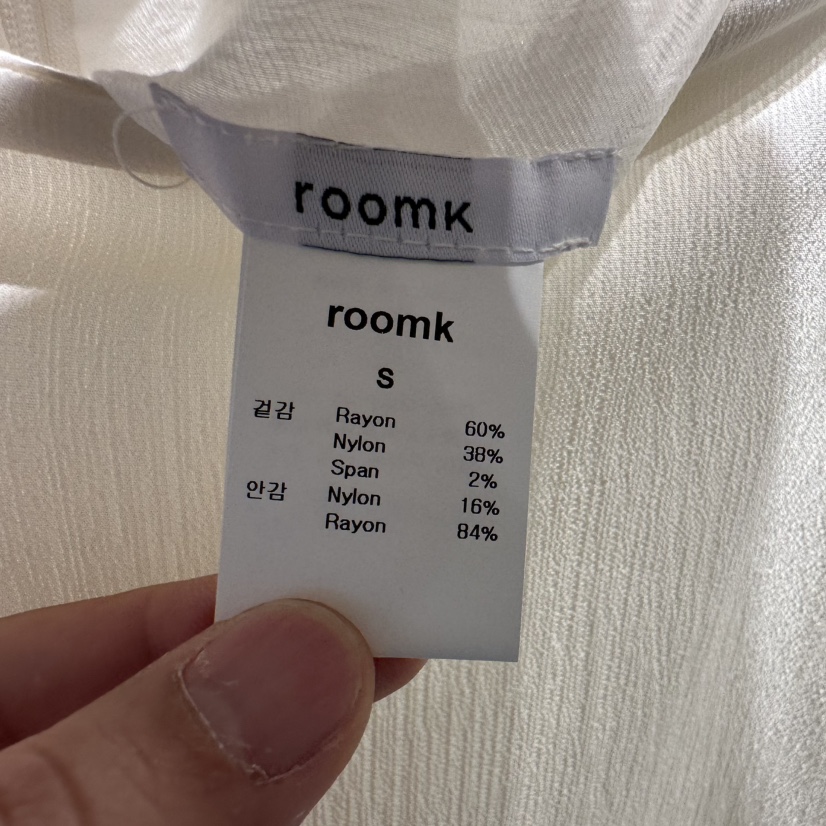 roomk
roomk
S
겉감 Rayon 60%
Nylon 38%
Span 2%
안감 Nylon 16%
Rayon 84%